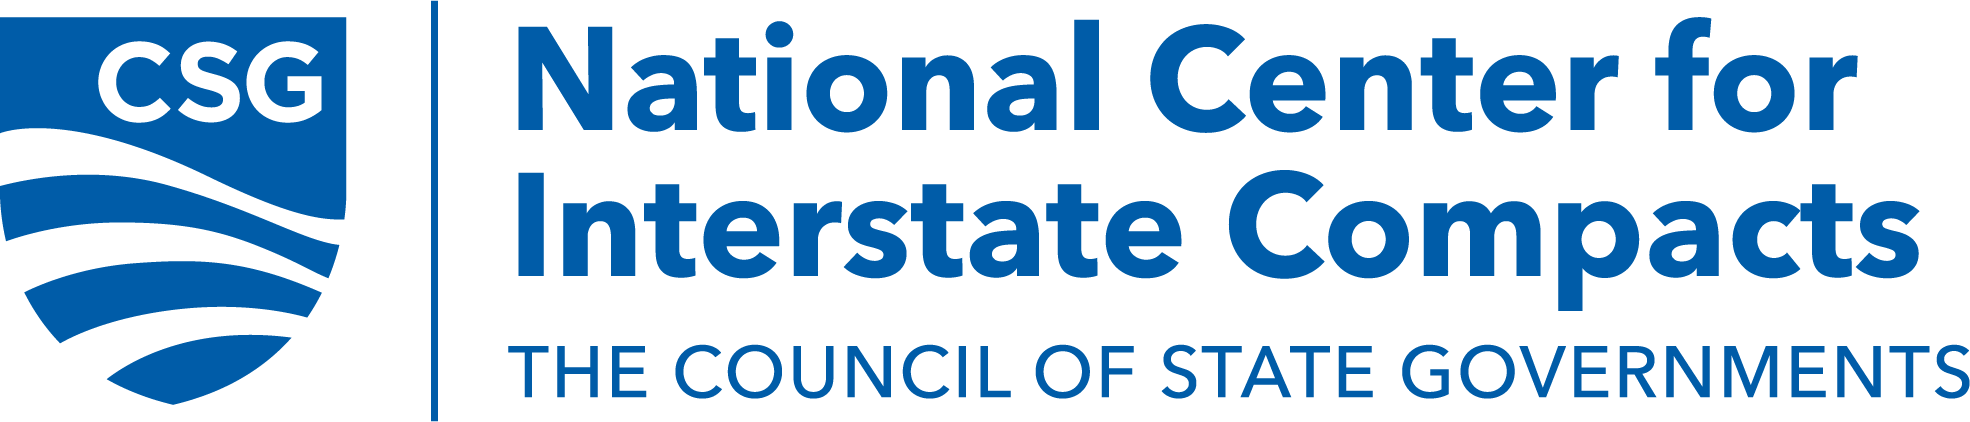 CSG
National Center for
Interstate Compacts
THE COUNCIL OF STATE GOVERNMENTS